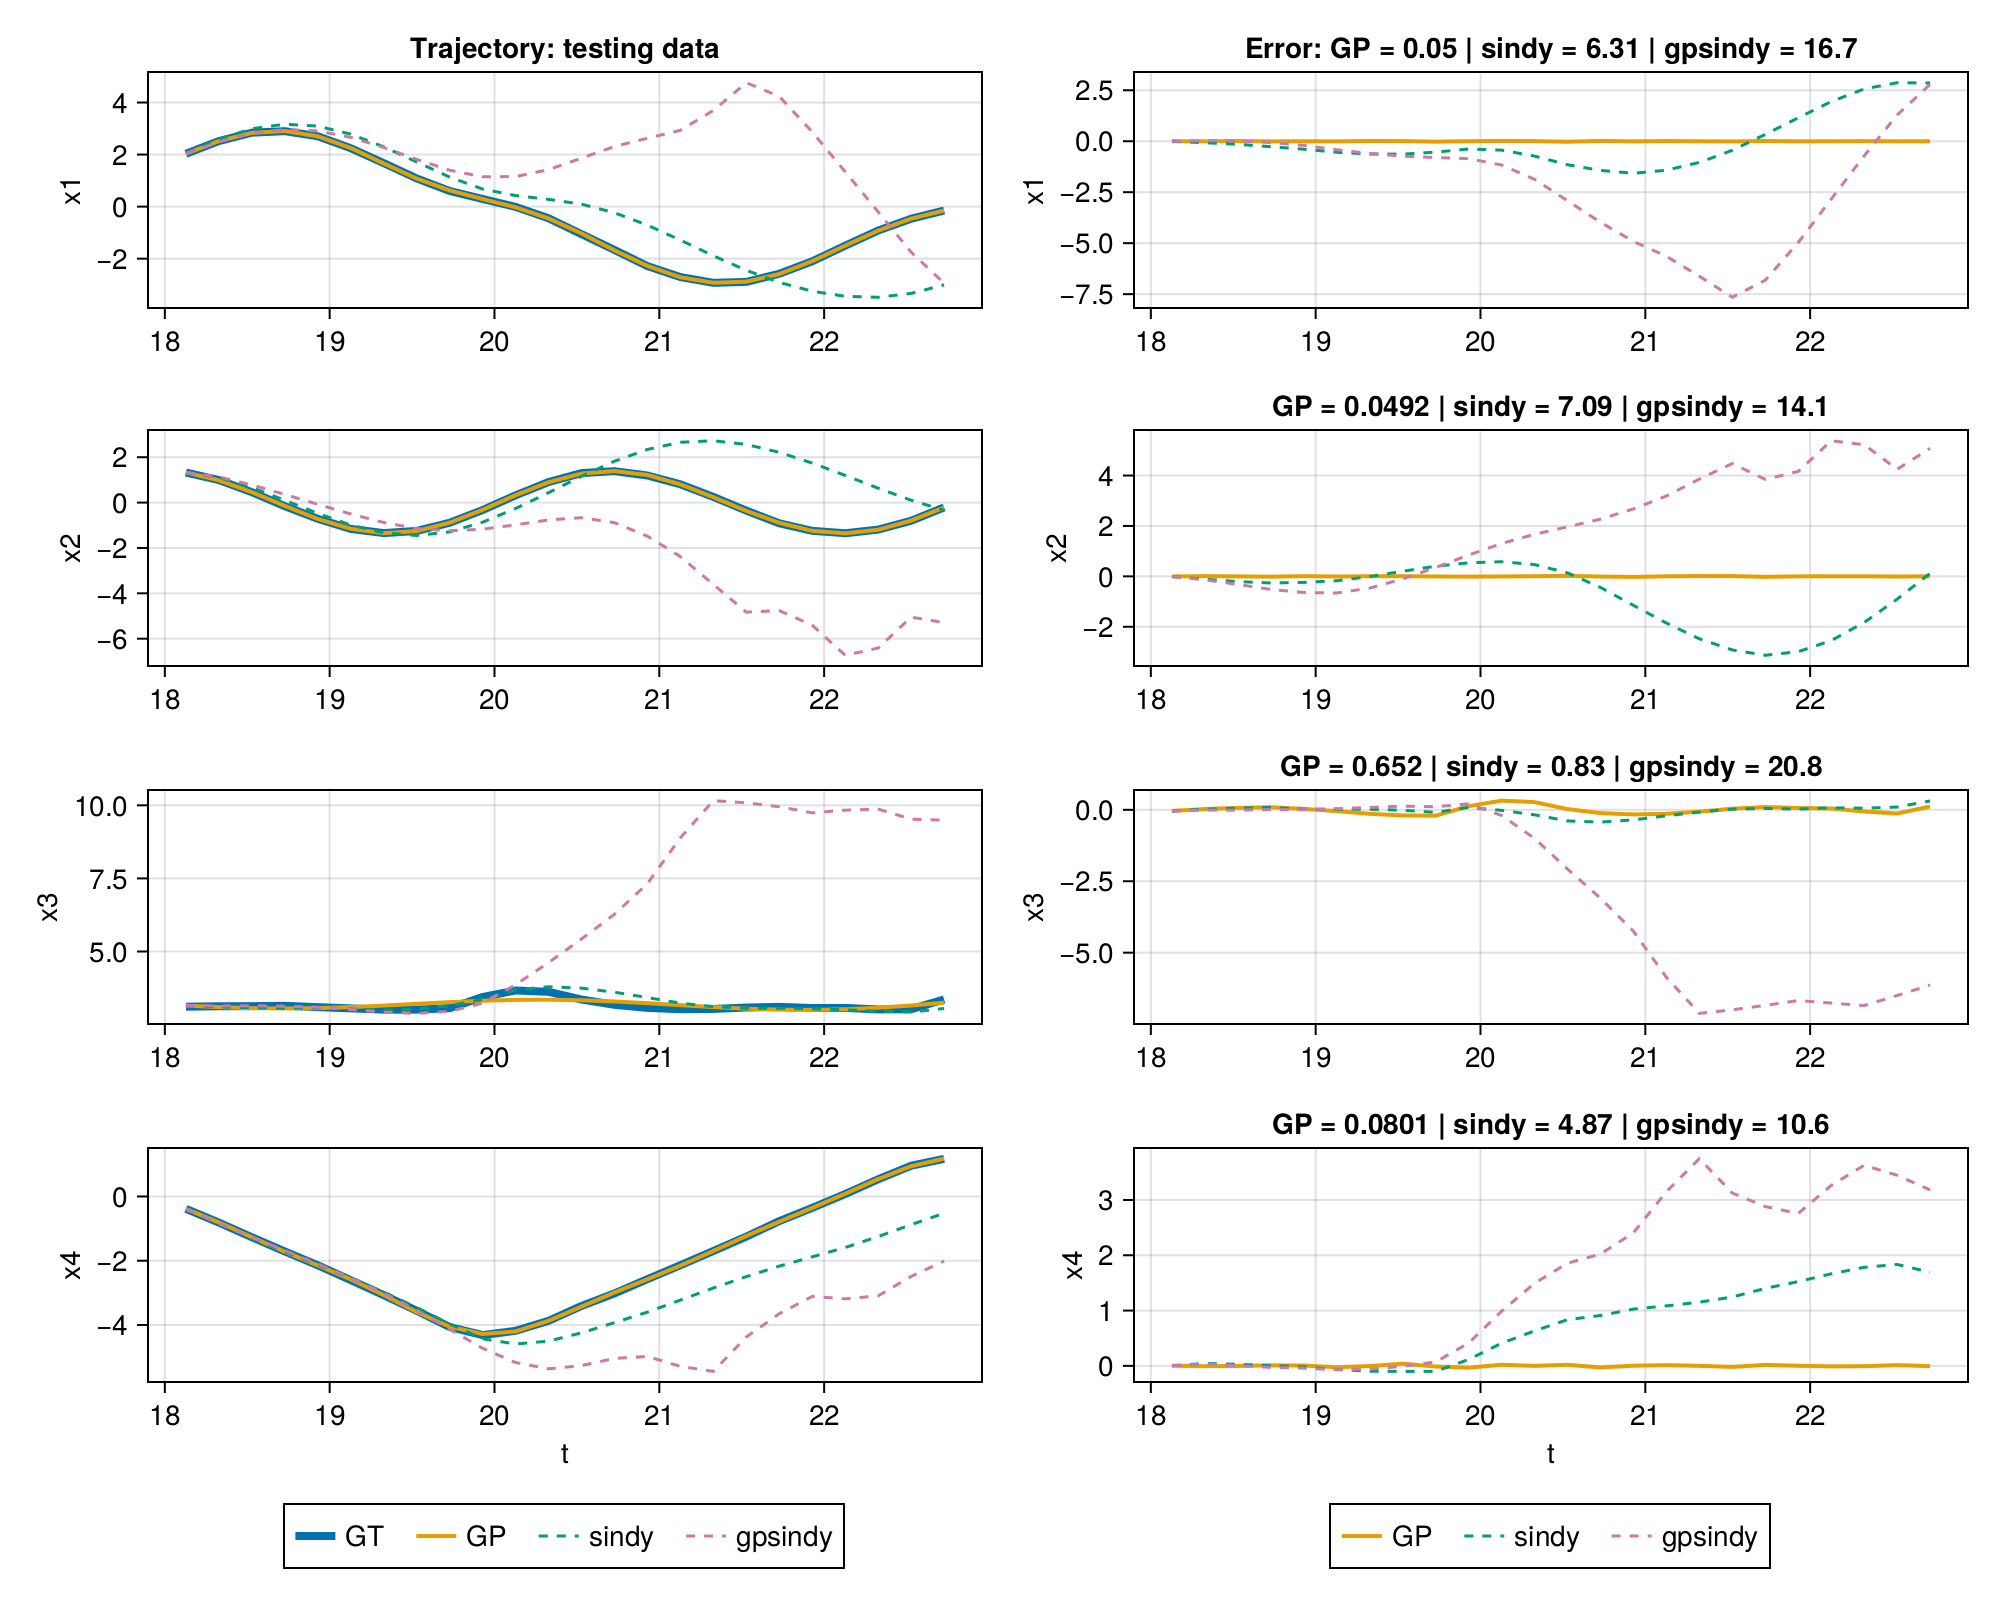 Trajectory: testing data
x1
4
2
0
−2
18 19 20 21 22
Error: GP = 0.05 | sindy = 6.31 | gpsindy = 16.7
x1
2.5
0.0
−2.5
−5.0
−7.5
18 19 20 21 22
x2
2
0
−2
−4
−6
18 19 20 21 22
GP = 0.0492 | sindy = 7.09 | gpsindy = 14.1
x2
4
2
0
−2
18 19 20 21 22
x3
10.0
7.5
5.0
18 19 20 21 22
GP = 0.652 | sindy = 0.83 | gpsindy = 20.8
x3
0.0
−2.5
−5.0
18 19 20 21 22
x4
0
−2
−4
18 19 20 21 22
t
GP = 0.0801 | sindy = 4.87 | gpsindy = 10.6
x4
3
2
1
0
18 19 20 21 22
t
GT GP sindy gpsindy
GP sindy gpsindy